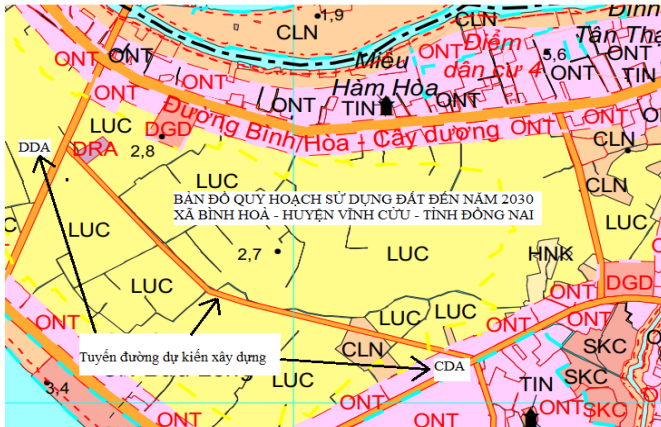 1,9
CLN
Đình
ONT
Điểm
Tân Th
ONT
Miếu
5,6
dân cư 4
ONT
ONT
ONT
Hàm Hòa
ONT
TIN
ONT
TIN
ONT
LUC
DGD
Đường Bình Hòa - Cây dương
ONT
ONT
CLN
DDA
DRA
2,8
LUC
LUC
CLN
BẢN ĐỒ QUY HOẠCH SỬ DỤNG ĐẤT ĐẾN NĂM 2030
XÃ BÌNH HOÀ - HUYỆN VĨNH CỬU - TỈNH ĐỒNG NAI
LUC
LUC
2,7
LUC
HNK
ONT
DGD
LUC
LUC
ONT
ONT
Tuyến đường dự kiến xây dựng
CLN
SKC
CDA
LUC
TIN
SKC
3,4
ONT
ONT
ONT
SKC